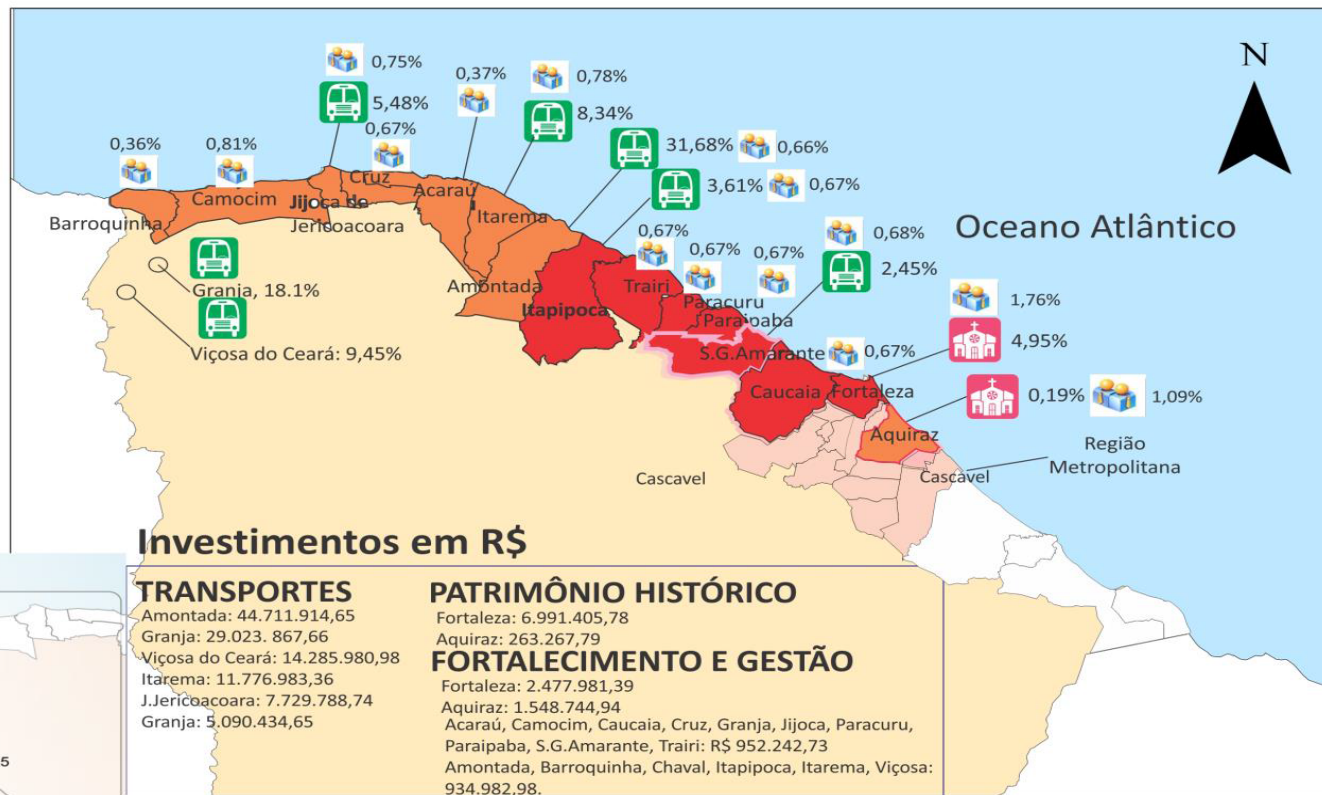 0,75%
5,48%
0,67%
0,37%
0,78%
8,34%
31,68%
0,66%
3,61%
0,67%
0,36%
0,81%
N
Barroquinha
Camocim
Jijoca de
Jericoacoara
Cruz
Acaraú
Itarema
Amontada
Itapipoca
Trairi
Paracuru
Paraipaba
S.G.Amarante
Caucaia
Fortaleza
Aquiraz
0,67%
0,67%
0,67%
0,68%
2,45%
Oceano Atlântico
1,76%
4,95%
0,67%
0,19%
1,09%
Granja, 18.1%
Viçosa do Ceará: 9,45%
Região
Metropolitana
Cascavel
Cascavel
Investimentos em R$
TRANSPORTES
Amontada: 44.711.914,65
Granja: 29.023. 867,66
Viçosa do Ceará: 14.285.980,98
Itarema: 11.776.983,36
J.Jericoacoara: 7.729.788,74
Granja: 5.090.434,65
PATRIMÔNIO HISTÓRICO
Fortaleza: 6.991.405,78
Aquiraz: 263.267,79
FORTALECIMENTO E GESTÃO
Fortaleza: 2.477.981,39
Aquiraz: 1.548.744,94
Acaraú, Camocim, Caucaia, Cruz, Granja, Jijoca, Paracuru,
Paraipaba, S.G.Amarante, Trairi: R$ 952.242,73
Amontada, Barroquinha, Chaval, Itapipoca, Itarema, Viçosa:
934.982,98.
5